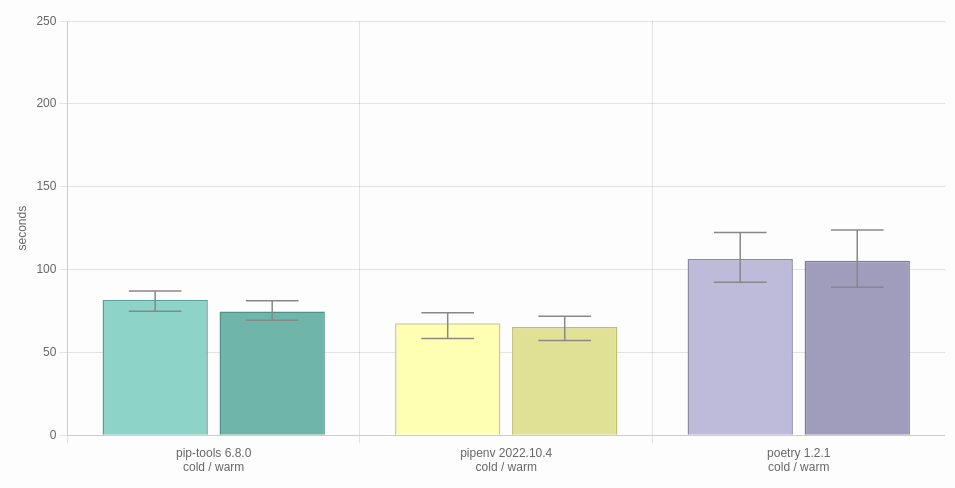 250
200
150
100
50
0
seconds
pip-tools 6.8.0
cold / warm
pipenv 2022.10.4
cold / warm
poetry 1.2.1
cold / warm